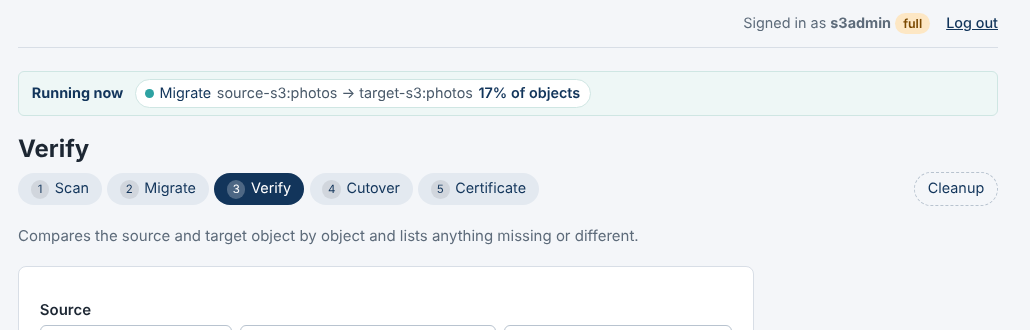 Signed in as s3admin full Log out
Running now Migrate source-s3:photos → target-s3:photos 17% of objects
Verify
1 Scan 2 Migrate 3 Verify 4 Cutover 5 Certificate Cleanup
Compares the source and target object by object and lists anything missing or different.
Source